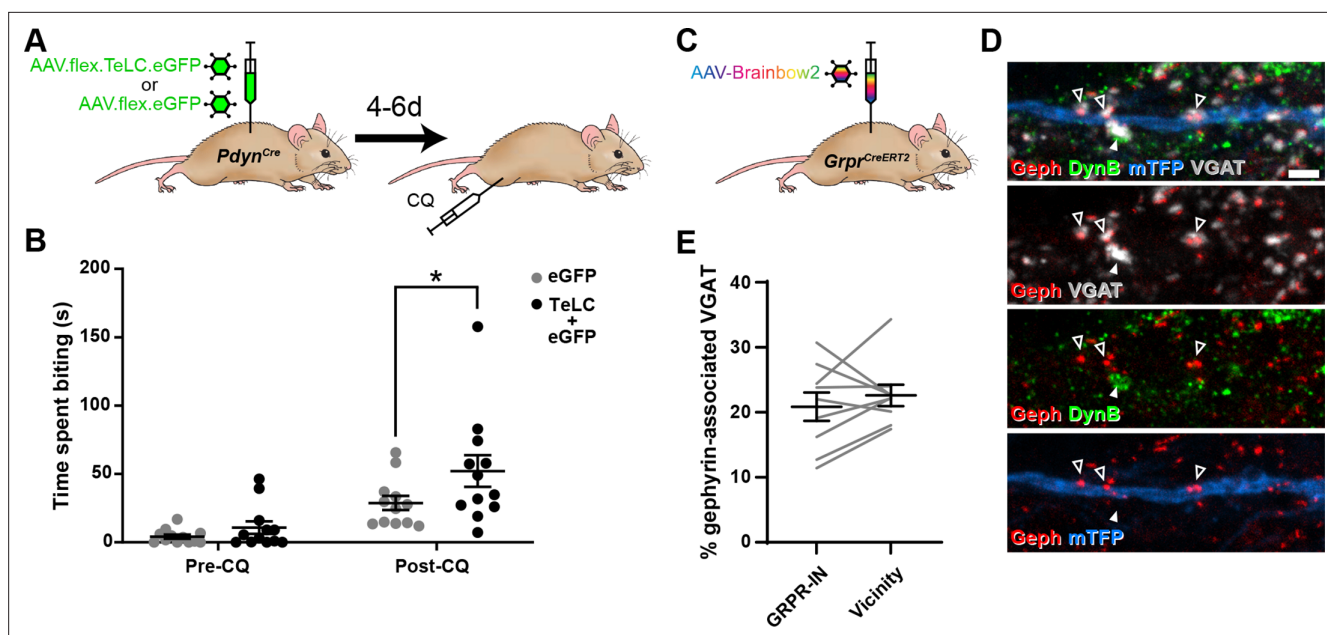 A
AAV.flex.TeLC.eGFP
or
AAV.flex.eGFP
4-6d
Pdyn^Cre
CQ
B
Time spent biting (s)
200
150
100
50
0
*
eGFP
TeLC
+
eGFP
Pre-CQ
Post-CQ
C
AAV-Brainbow2
Grpr^CreERT2
D
Geph DynB mTFP VGAT
Geph VGAT
Geph DynB
Geph mTFP
E
% gephyrin-associated VGAT
40
30
20
10
0
GRPR-IN
Vicinity